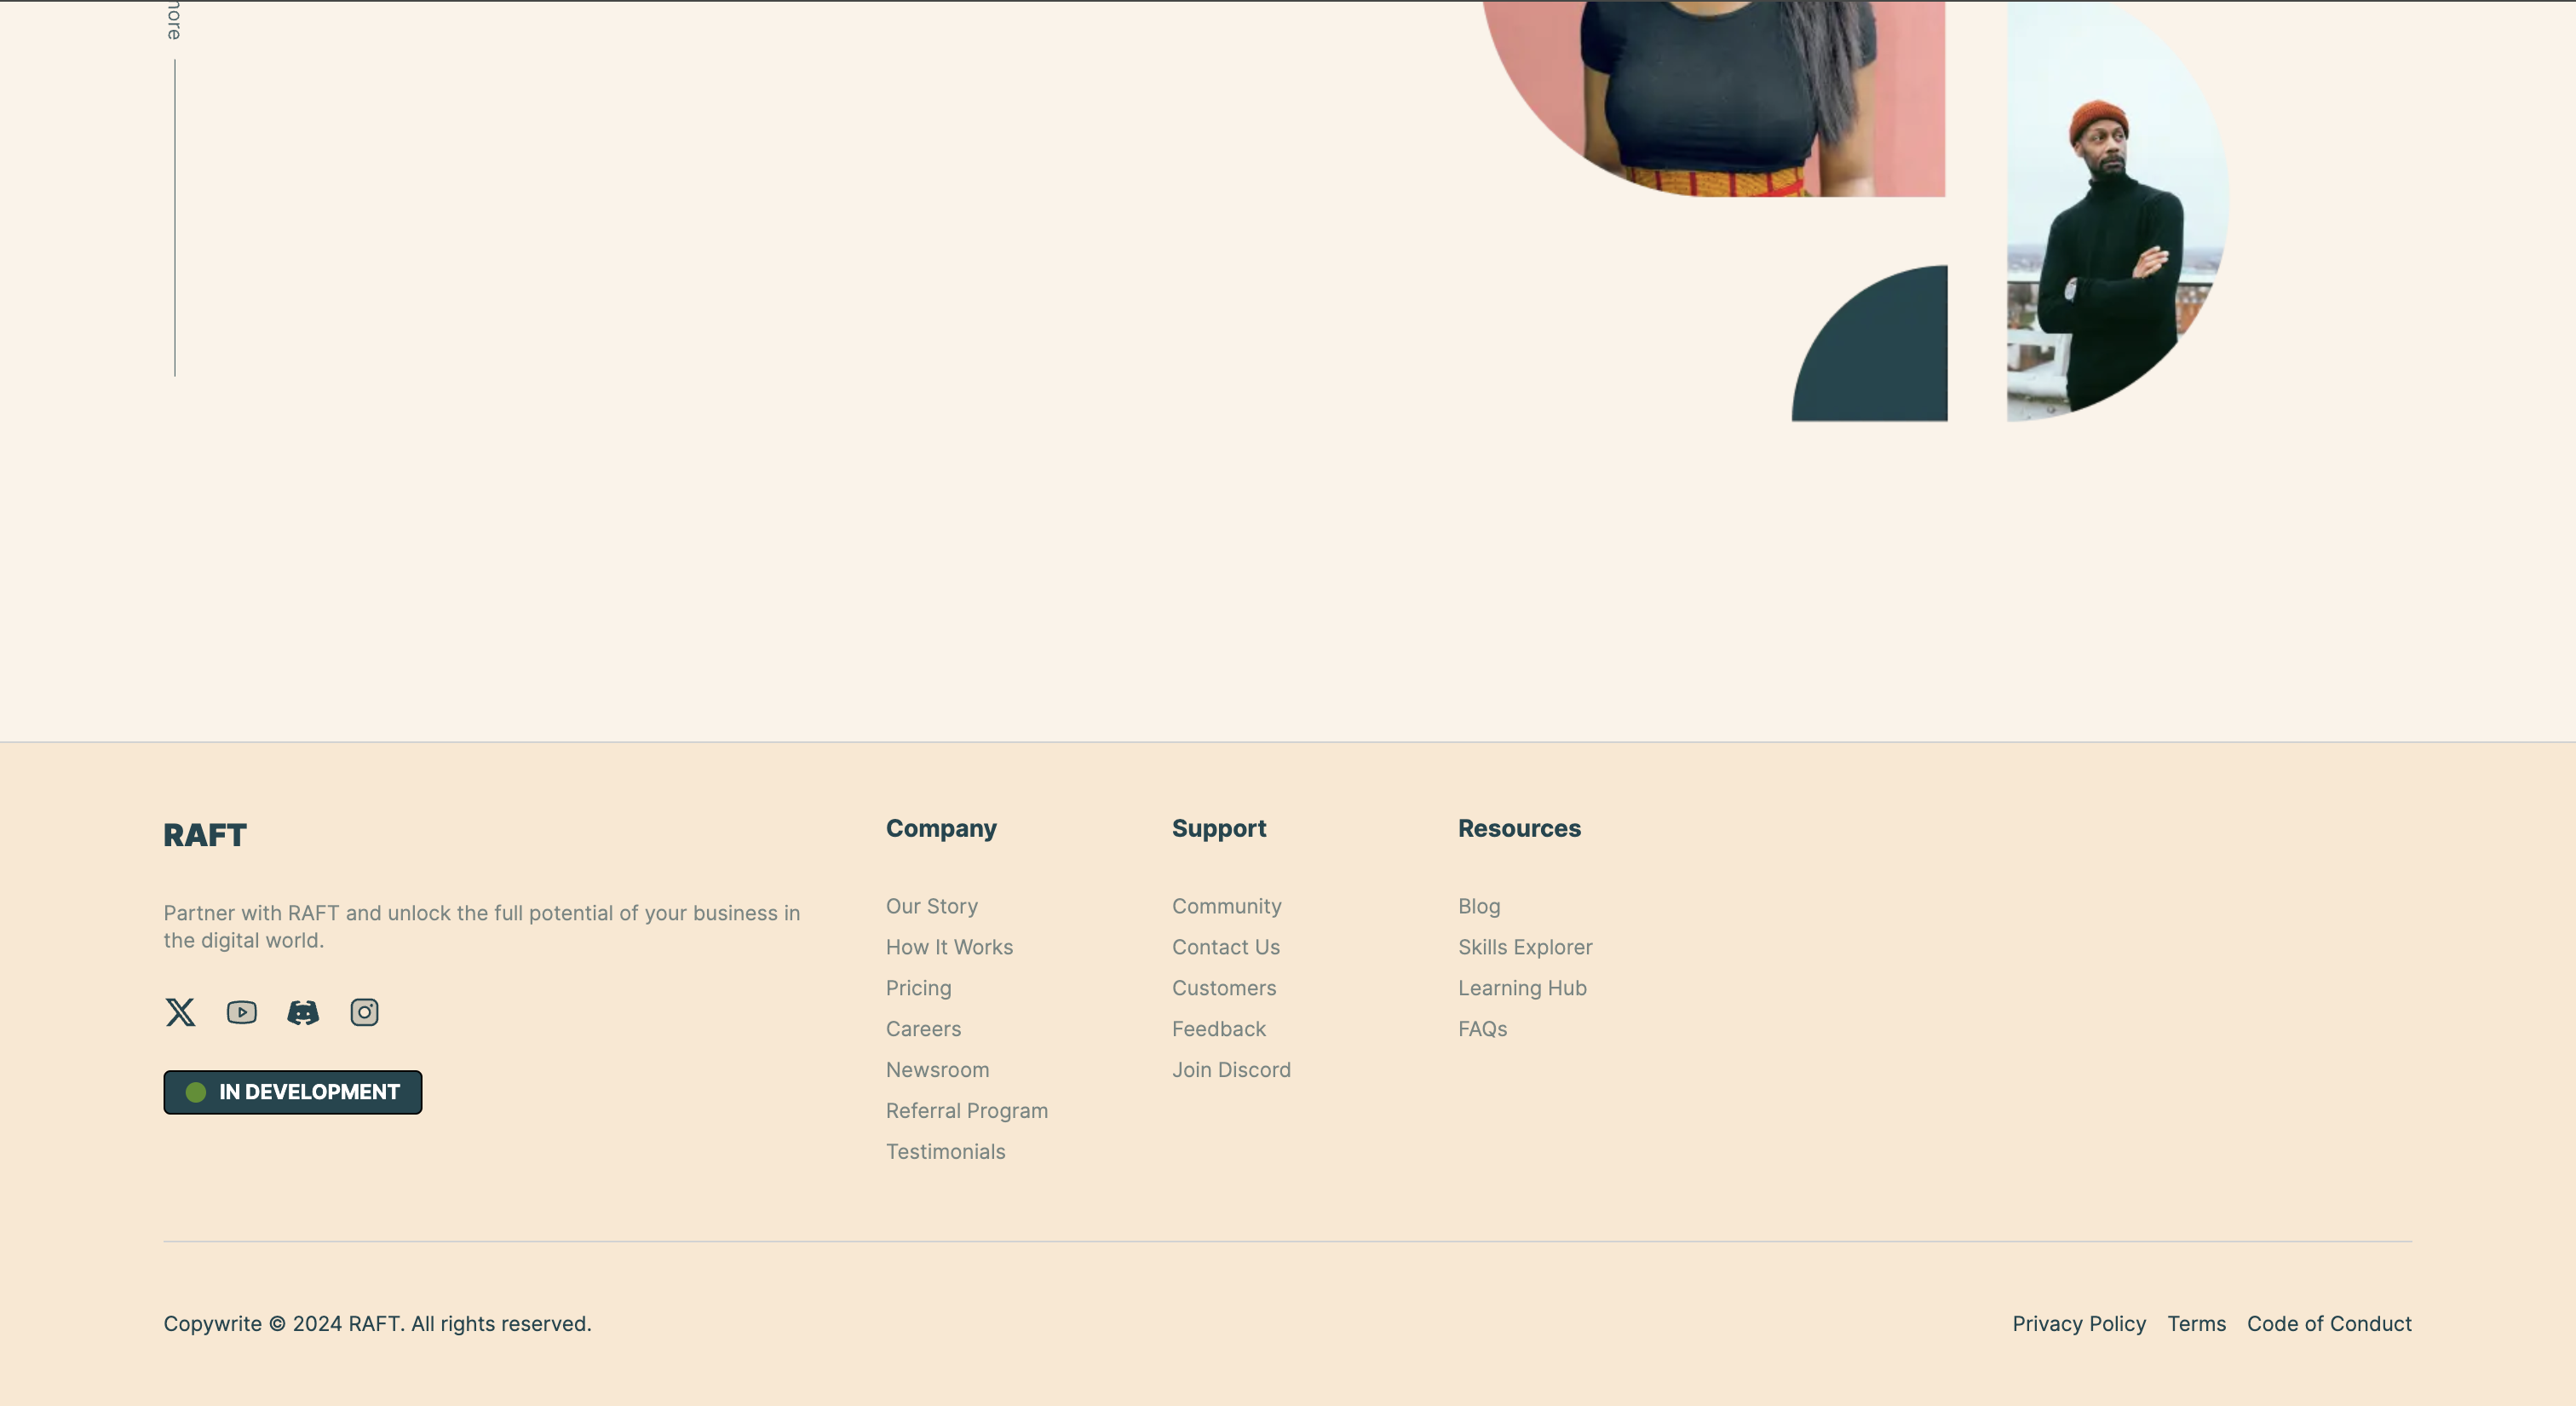 RAFT
Partner with RAFT and unlock the full potential of your business in
the digital world.
IN DEVELOPMENT
Company
Our Story
How It Works
Pricing
Careers
Newsroom
Referral Program
Testimonials
Support
Community
Contact Us
Customers
Feedback
Join Discord
Resources
Blog
Skills Explorer
Learning Hub
FAQs
Copywrite © 2024 RAFT. All rights reserved.
Privacy Policy Terms Code of Conduct